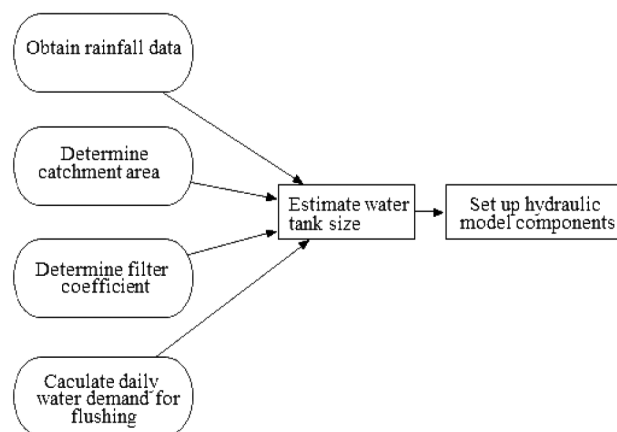 Obtain rainfall data
Determine
catchment area
Determine filter
coefficient
Caculate daily
water demand for
flushing
Estimate water
tank size
Set up hydraulic
model components